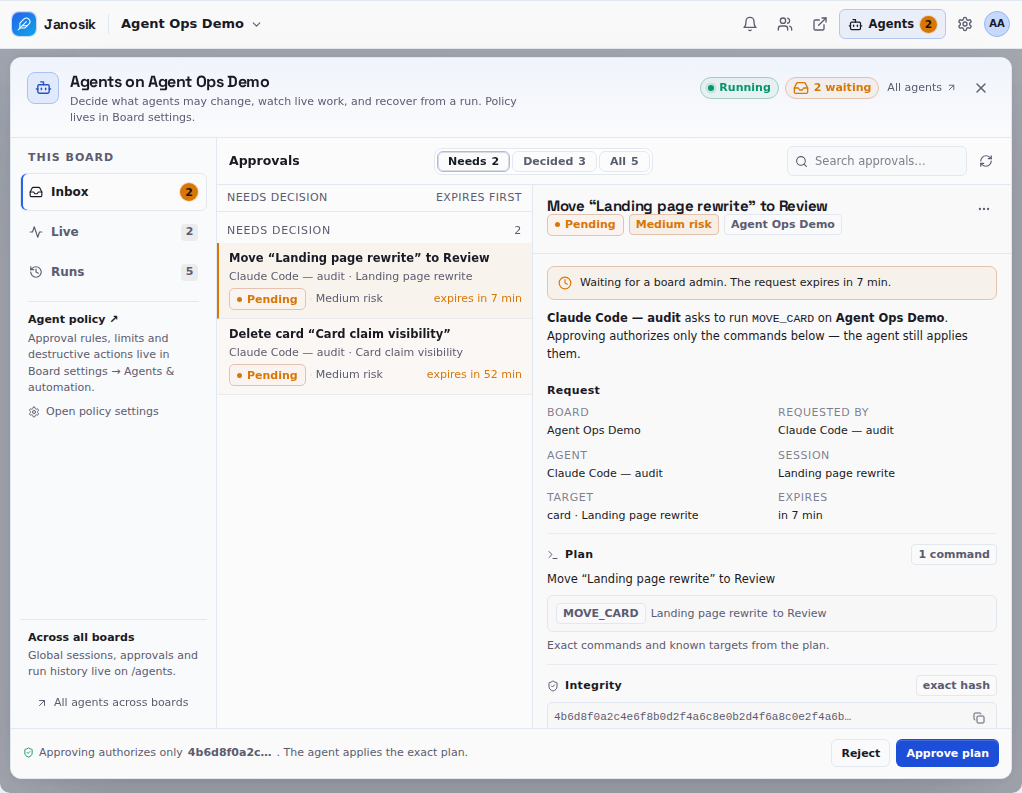 Janosik
Agent Ops Demo
Agents 2
AA
Agents on Agent Ops Demo
Decide what agents may change, watch live work, and recover from a run. Policy
lives in Board settings.
Running
2 waiting
All agents ↗
THIS BOARD
Inbox 2
Live 2
Runs 5
Agent policy ↗
Approval rules, limits and
destructive actions live in
Board settings → Agents &
automation.
Open policy settings
Across all boards
Global sessions, approvals and
run history live on /agents.
↗ All agents across boards
Approvals
Needs 2
Decided 3
All 5
Search approvals...
NEEDS DECISION EXPIRES FIRST
NEEDS DECISION 2
Move “Landing page rewrite” to Review
Claude Code — audit · Landing page rewrite
Pending · Medium risk expires in 7 min
Delete card “Card claim visibility”
Claude Code — audit · Card claim visibility
Pending · Medium risk expires in 52 min
Move “Landing page rewrite” to Review
...
Pending
Medium risk
Agent Ops Demo
Waiting for a board admin. The request expires in 7 min.
Claude Code — audit asks to run MOVE_CARD on Agent Ops Demo.
Approving authorizes only the commands below — the agent still applies
them.
Request
BOARD REQUESTED BY
Agent Ops Demo Claude Code — audit
AGENT SESSION
Claude Code — audit Landing page rewrite
TARGET EXPIRES
card · Landing page rewrite in 7 min
Plan 1 command
Move “Landing page rewrite” to Review
MOVE_CARD Landing page rewrite to Review
Exact commands and known targets from the plan.
Integrity exact hash
4b6d8f0a2c4e6f8b0d2f4a6c8e0b2d4f6a8c0e2f4a6b…
Approving authorizes only 4b6d8f0a2c… . The agent applies the exact plan.
Reject
Approve plan